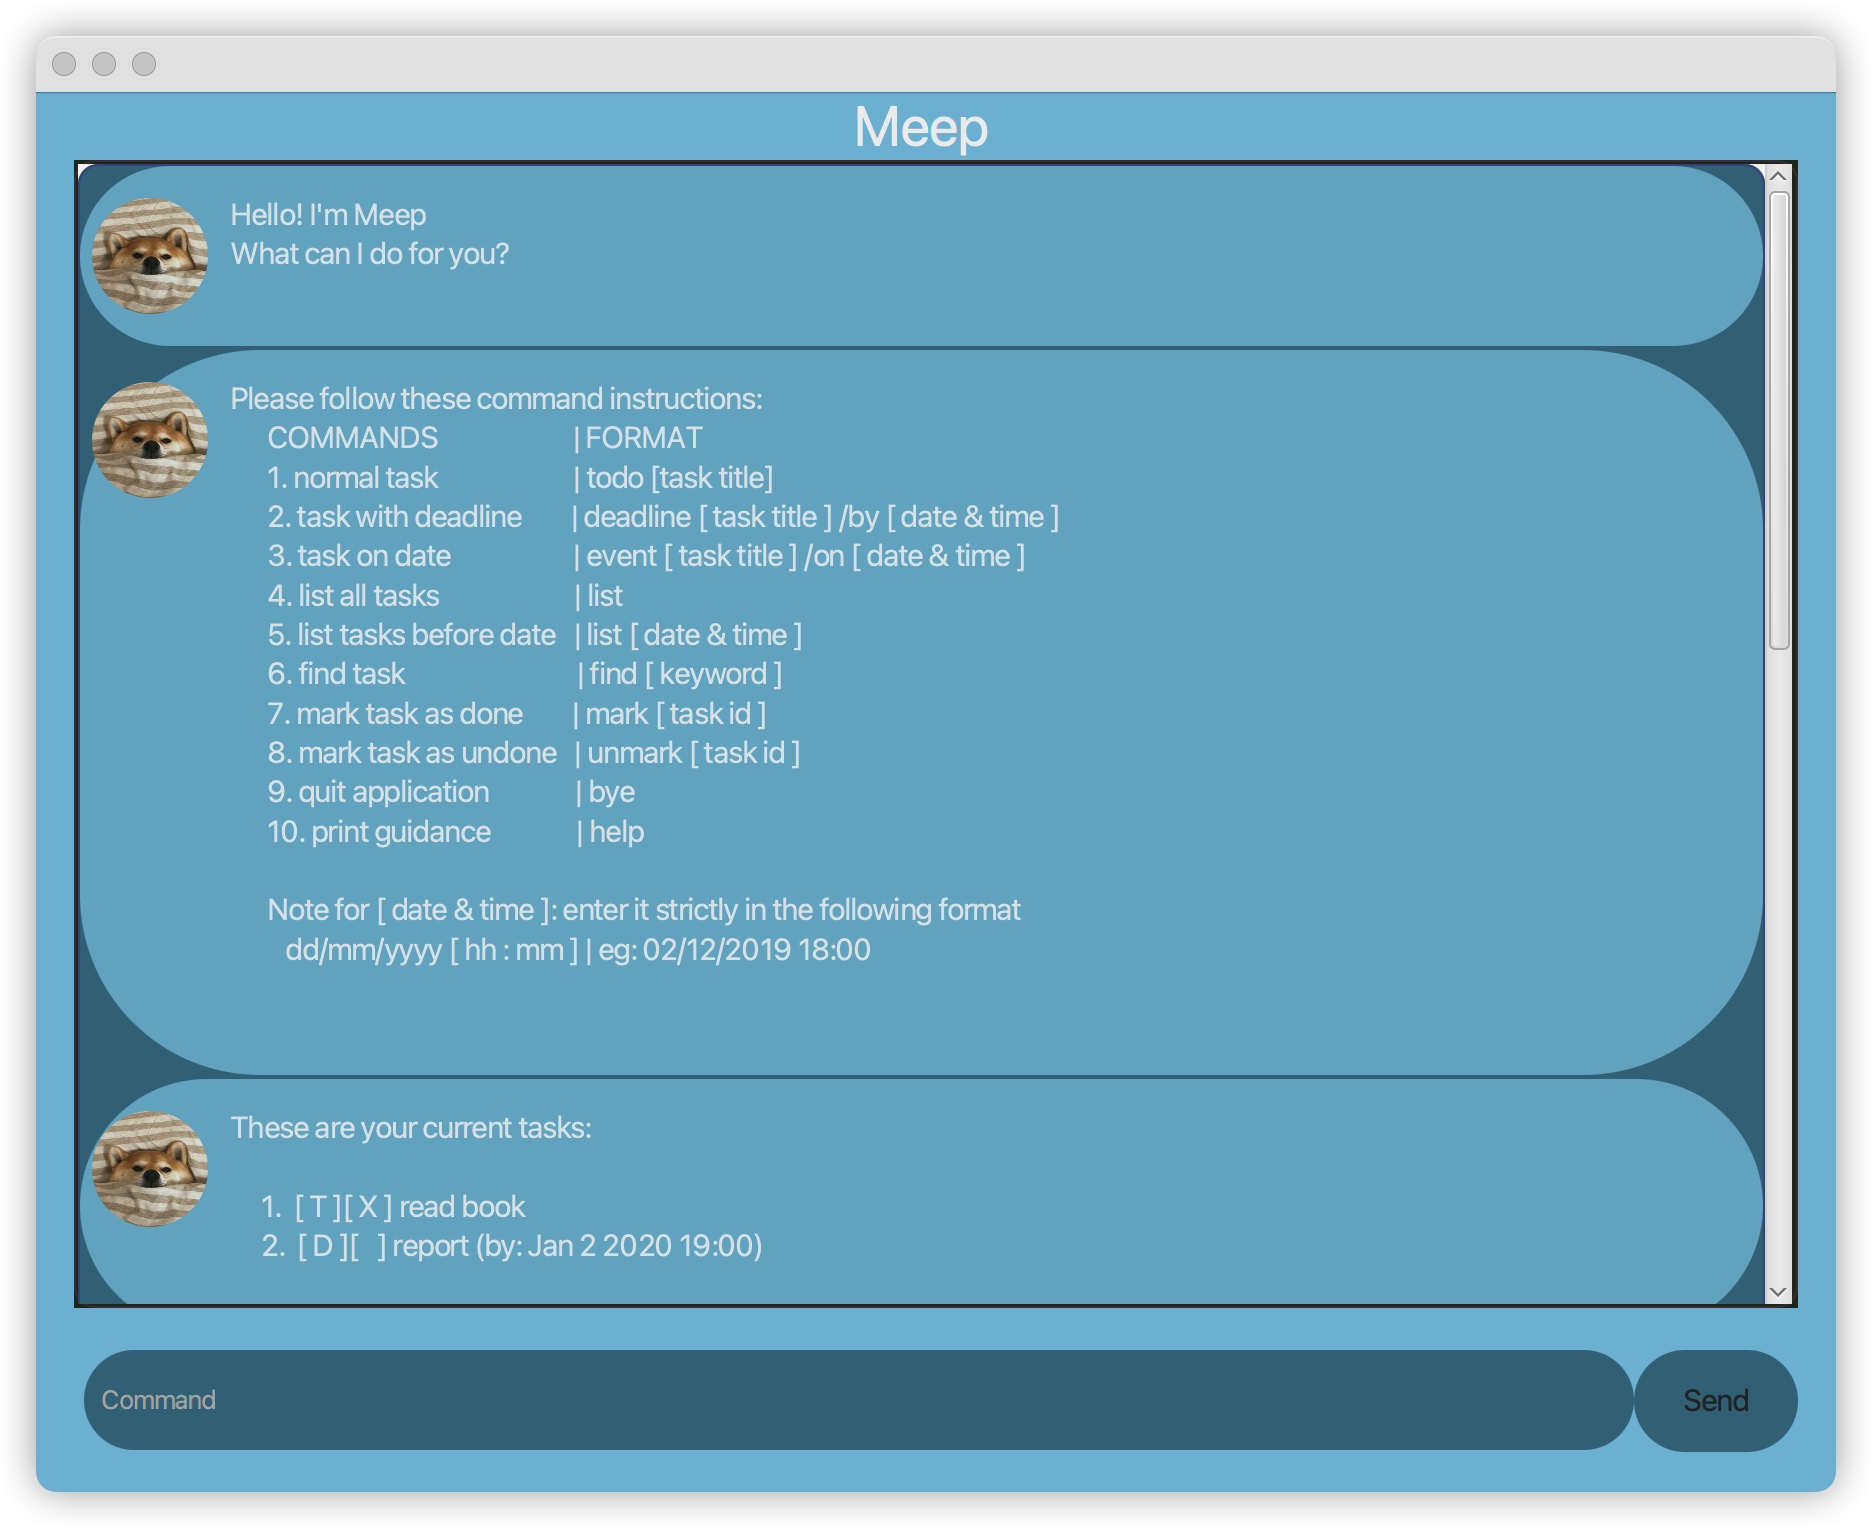 Meep
Hello! I'm Meep
What can I do for you?
Please follow these command instructions:
COMMANDS | FORMAT
1. normal task | todo [task title]
2. task with deadline | deadline [ task title ] /by [ date & time ]
3. task on date | event [ task title ] /on [ date & time ]
4. list all tasks | list
5. list tasks before date | list [ date & time ]
6. find task | find [ keyword ]
7. mark task as done | mark [ task id ]
8. mark task as undone | unmark [ task id ]
9. quit application | bye
10. print guidance | help
Note for [ date & time ]: enter it strictly in the following format
dd/mm/yyyy [ hh : mm ] | eg: 02/12/2019 18:00
These are your current tasks:
1. [ T ][ X ] read book
2. [ D ][ ] report (by: Jan 2 2020 19:00)
Command
Send